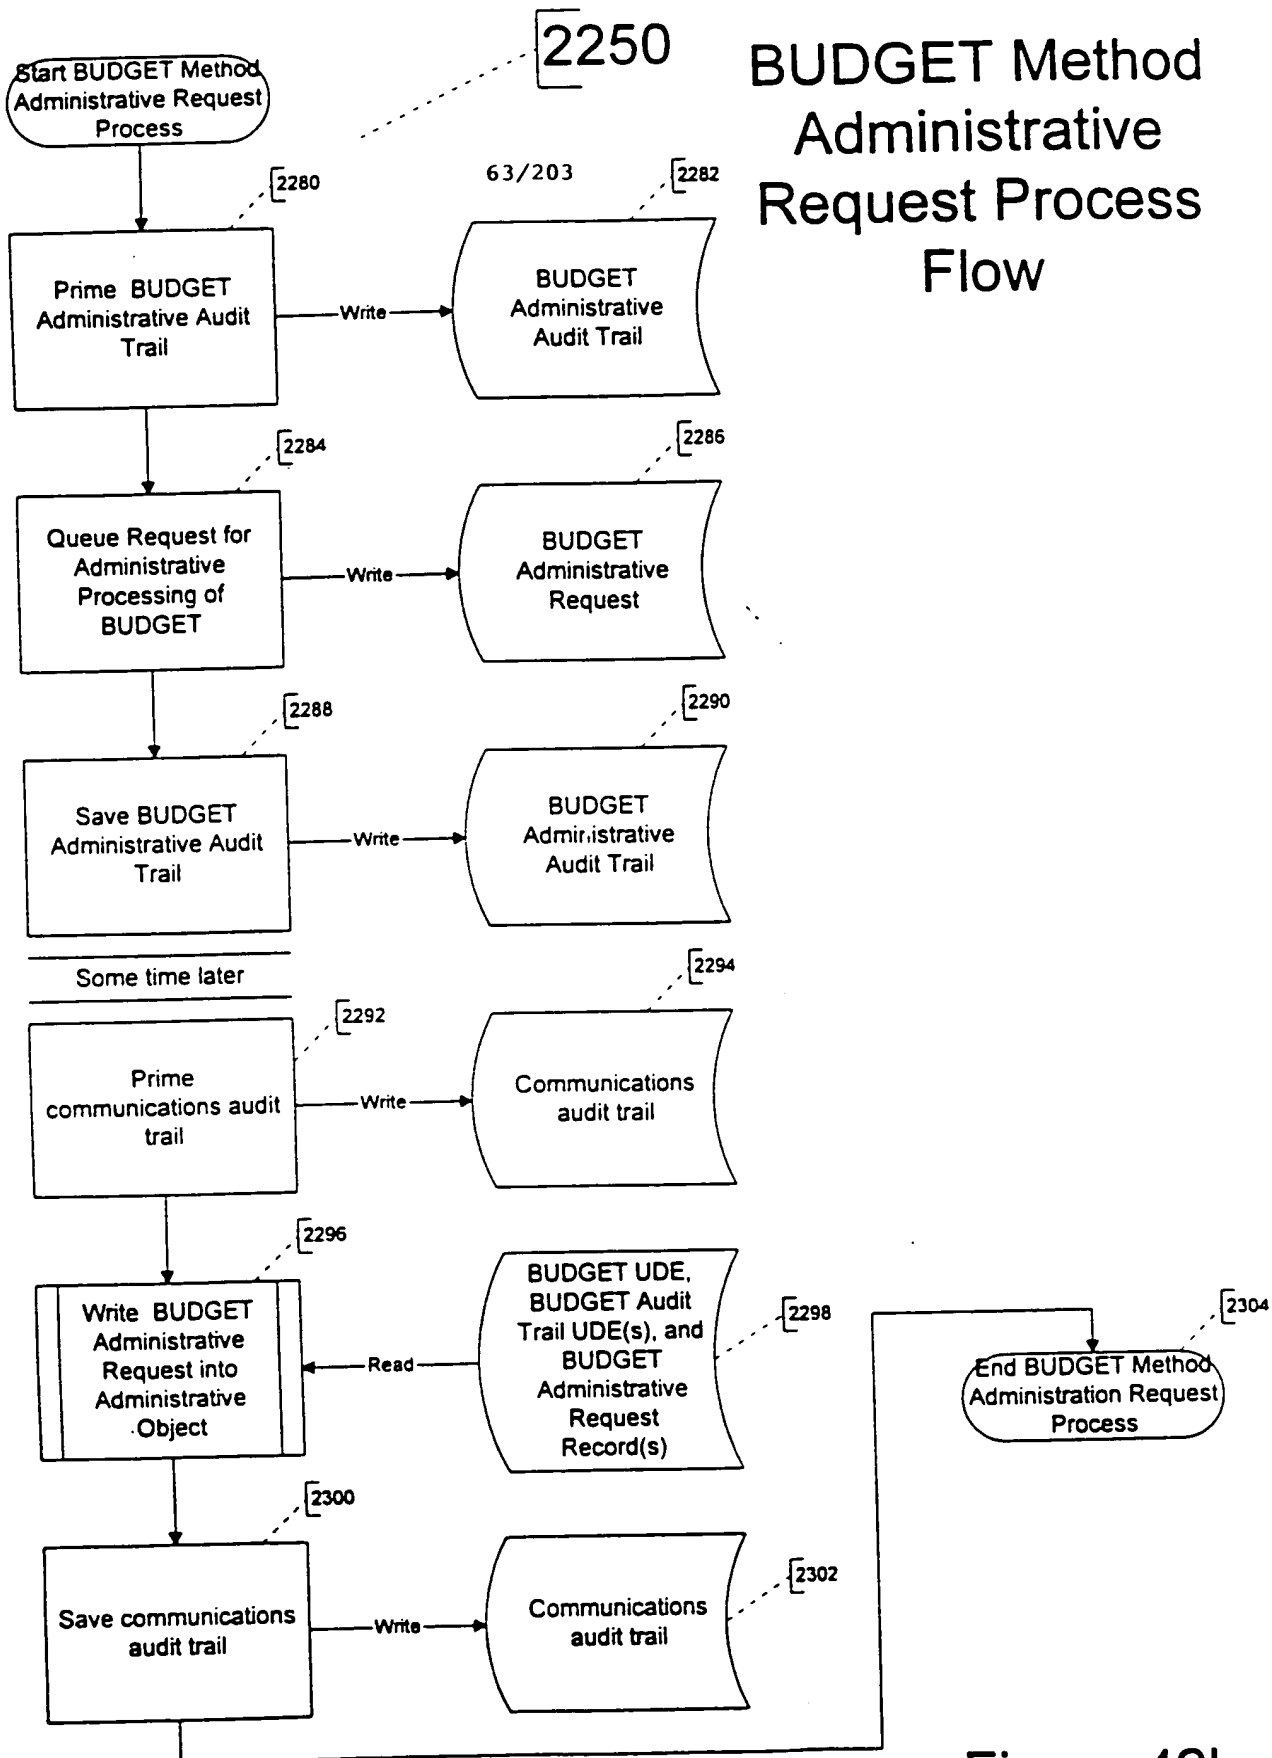 2250
BUDGET Method
Administrative
Request Process
Flow
63/203
Start BUDGET Method
Administrative Request
Process
2280
Prime BUDGET
Administrative Audit
Trail
Write
2282
BUDGET
Administrative
Audit Trail
2284
Queue Request for
Administrative
Processing of
BUDGET
Write
2286
BUDGET
Administrative
Request
2288
Save BUDGET
Administrative Audit
Trail
Write
2290
BUDGET
Administrative
Audit Trail
Some time later
2292
Prime
communications audit
trail
Write
2294
Communications
audit trail
2296
Write BUDGET
Administrative
Request into
Administrative
Object
Read
2298
BUDGET UDE,
BUDGET Audit
Trail UDE(s), and
BUDGET
Administrative
Request
Record(s)
2300
Save communications
audit trail
Write
2302
Communications
audit trail
2304
End BUDGET Method
Administration Request
Process